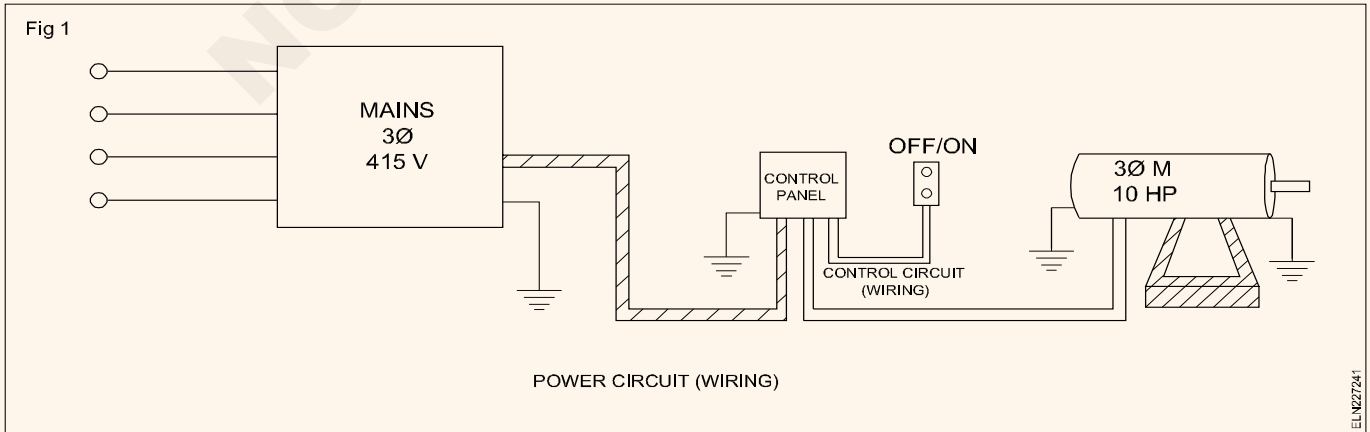 Fig 1
MAINS
3Ø
415 V
CONTROL
PANEL
OFF/ON
3Ø M
10 HP
CONTROL CIRCUIT
(WIRING)
POWER CIRCUIT (WIRING)
ELN227241